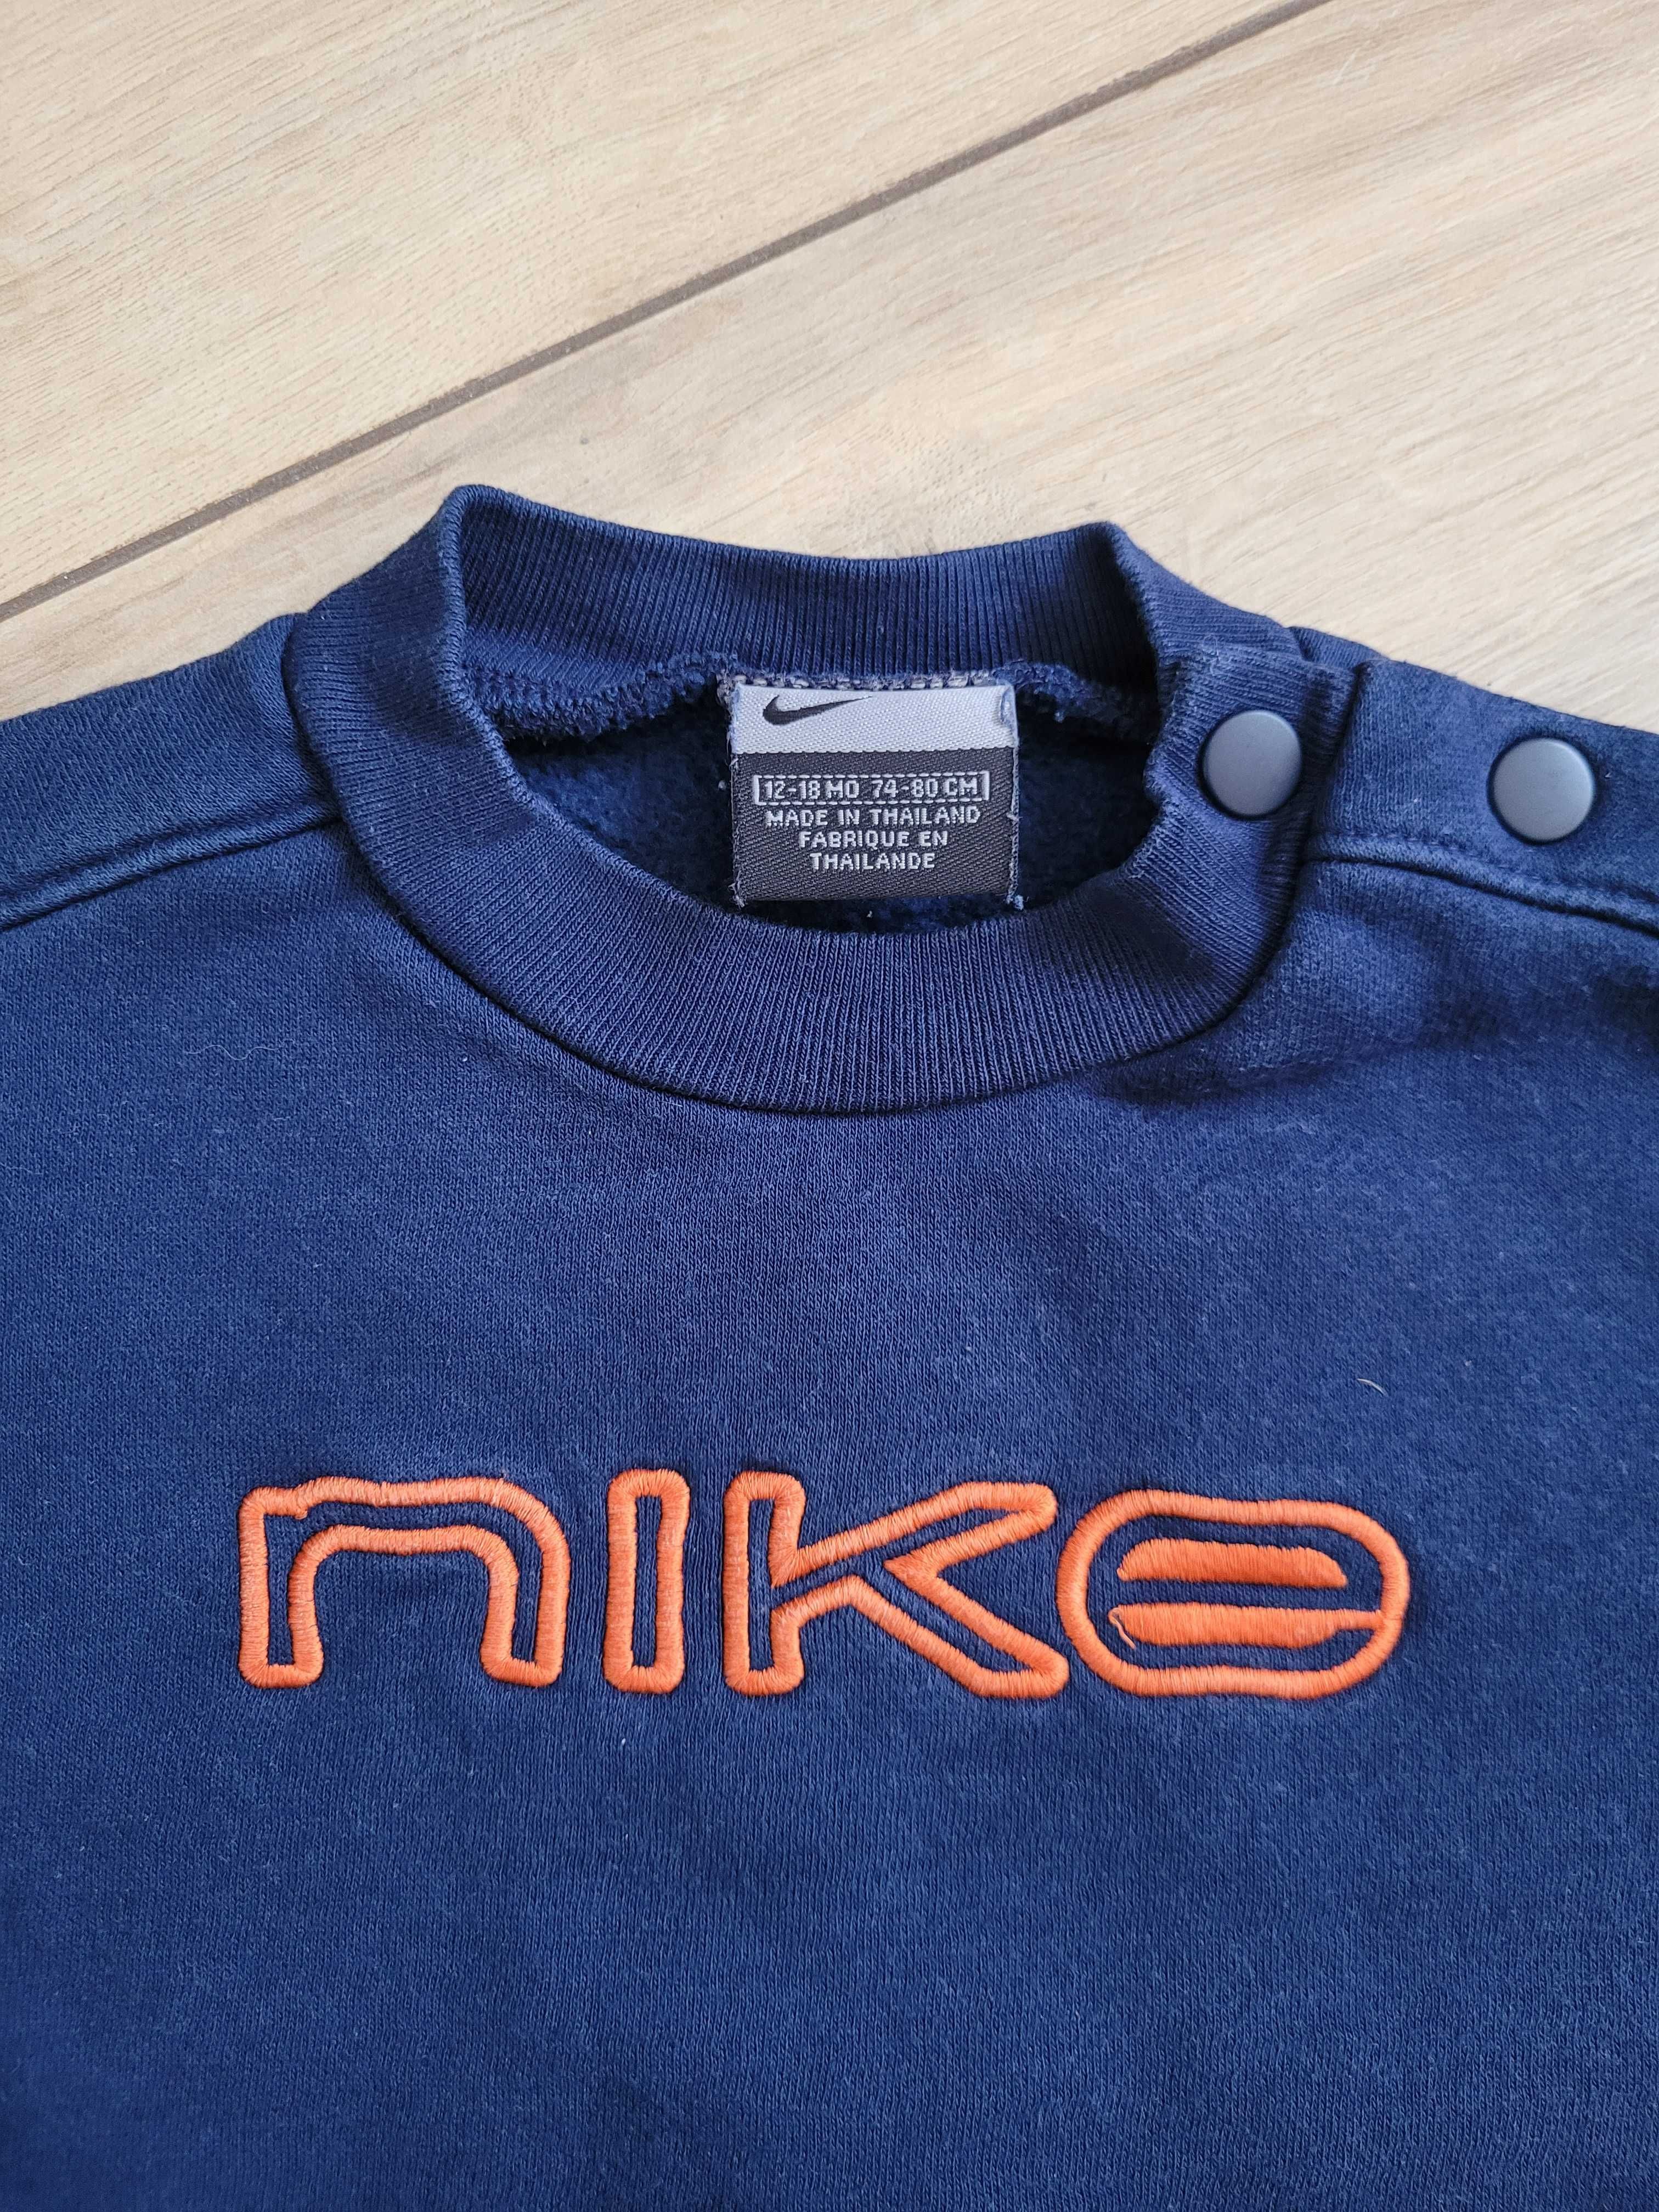 12-18 MO 74-80 CM
MADE IN THAILAND
FABRIQUE EN
THAILANDE
nIKe